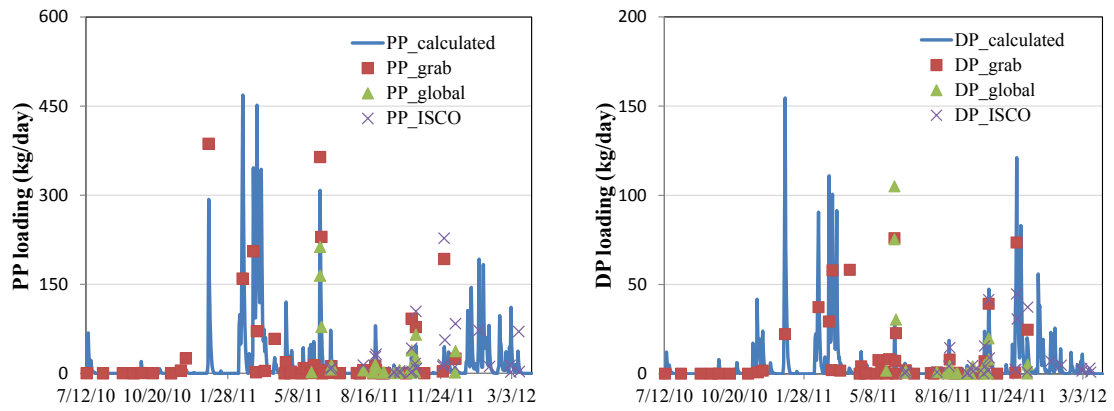 600
450
300
150
0
PP loading (kg/day)
PP_calculated
PP_grab
PP_global
PP_ISCO
7/12/10 10/20/10 1/28/11 5/8/11 8/16/11 11/24/11 3/3/12
200
150
100
50
0
DP loading (kg/day)
DP_calculated
DP_grab
DP_global
DP_ISCO
7/12/10 10/20/10 1/28/11 5/8/11 8/16/11 11/24/11 3/3/12